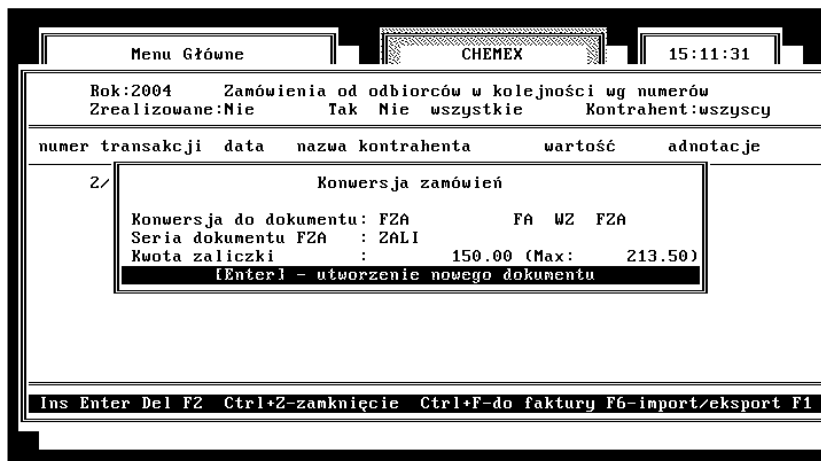 Menu Główne CHEMEX 15:11:31
Rok:2004 Zamówienia od odbiorców w kolejności wg numerów
Zrealizowane:Nie Tak Nie wszystkie Kontrahent:wszyscy
numer transakcji data nazwa kontrahenta wartość adnotacje
2/
Konwersja zamówień
Konwersja do dokumentu: FZA FA WZ FZA
Seria dokumentu FZA : ZALI
Kwota zaliczki : 150.00 (Max: 213.50)
[Enter] - utworzenie nowego dokumentu
Ins Enter Del F2 Ctrl+Z-zamknięcie Ctrl+F-do faktury F6-import/eksport F1